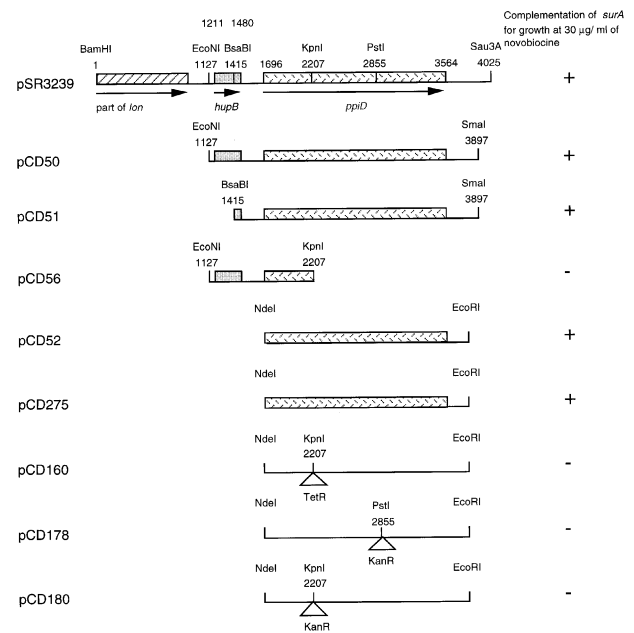 Complementation of surA
for growth at 30 µg/ ml of
novobiocine
1211 1480
BamHI EcoNI BsaBI KpnI PstI Sau3A
1 1127 1415 1696 2207 2855 3564 4025
pSR3239 +
part of lon hupB ppiD
EcoNI SmaI
1127 3897
pCD50 +
BsaBI SmaI
1415 3897
pCD51 +
EcoNI KpnI
1127 2207
pCD56 -
NdeI EcoRI
pCD52 +
NdeI EcoRI
pCD275 +
NdeI KpnI EcoRI
2207
pCD160 -
TetR
NdeI PstI EcoRI
2855
pCD178 -
KanR
NdeI KpnI EcoRI
2207
pCD180 -
KanR